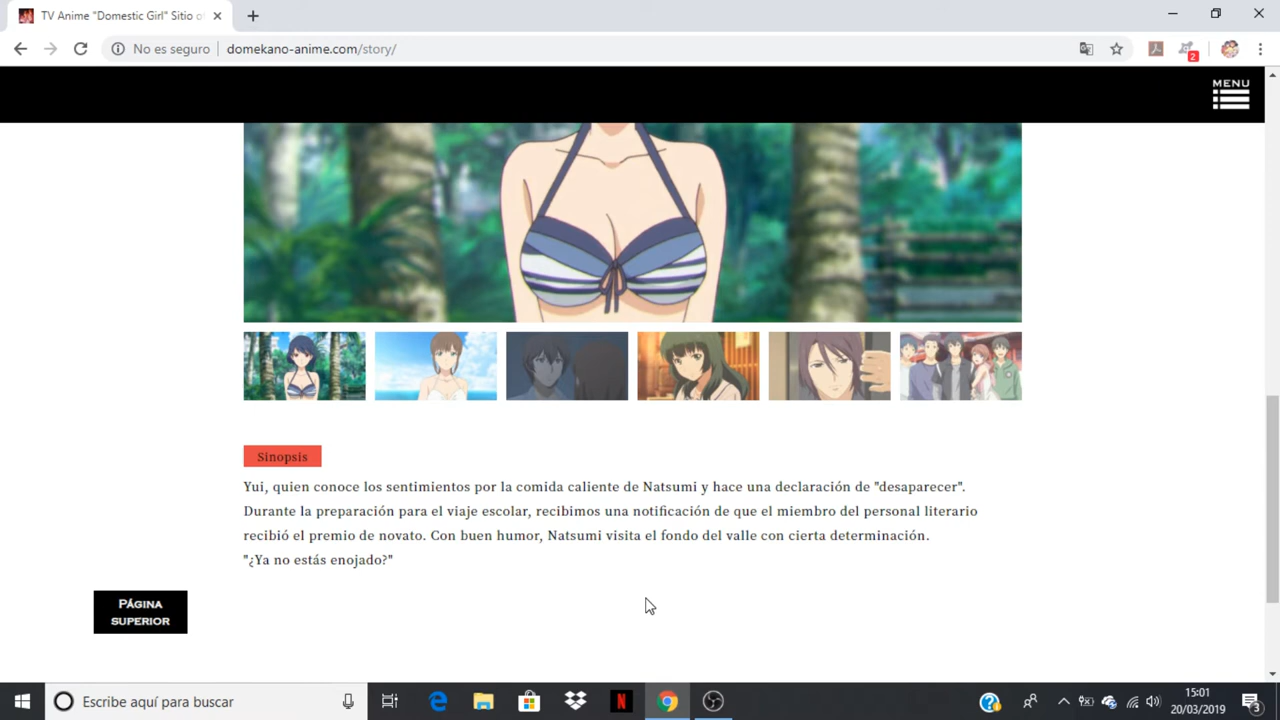 TV Anime "Domestic Girl" Sitio of
No es seguro
domekano-anime.com/story/
2
MENU
Sinopsis
Yui, quien conoce los sentimientos por la comida caliente de Natsumi y hace una declaración de "desaparecer".
Durante la preparación para el viaje escolar, recibimos una notificación de que el miembro del personal literario
recibió el premio de novato. Con buen humor, Natsumi visita el fondo del valle con cierta determinación.
"¿Ya no estás enojado?"
PÁGINA
SUPERIOR
Escribe aquí para buscar
15:01
20/03/2019
3